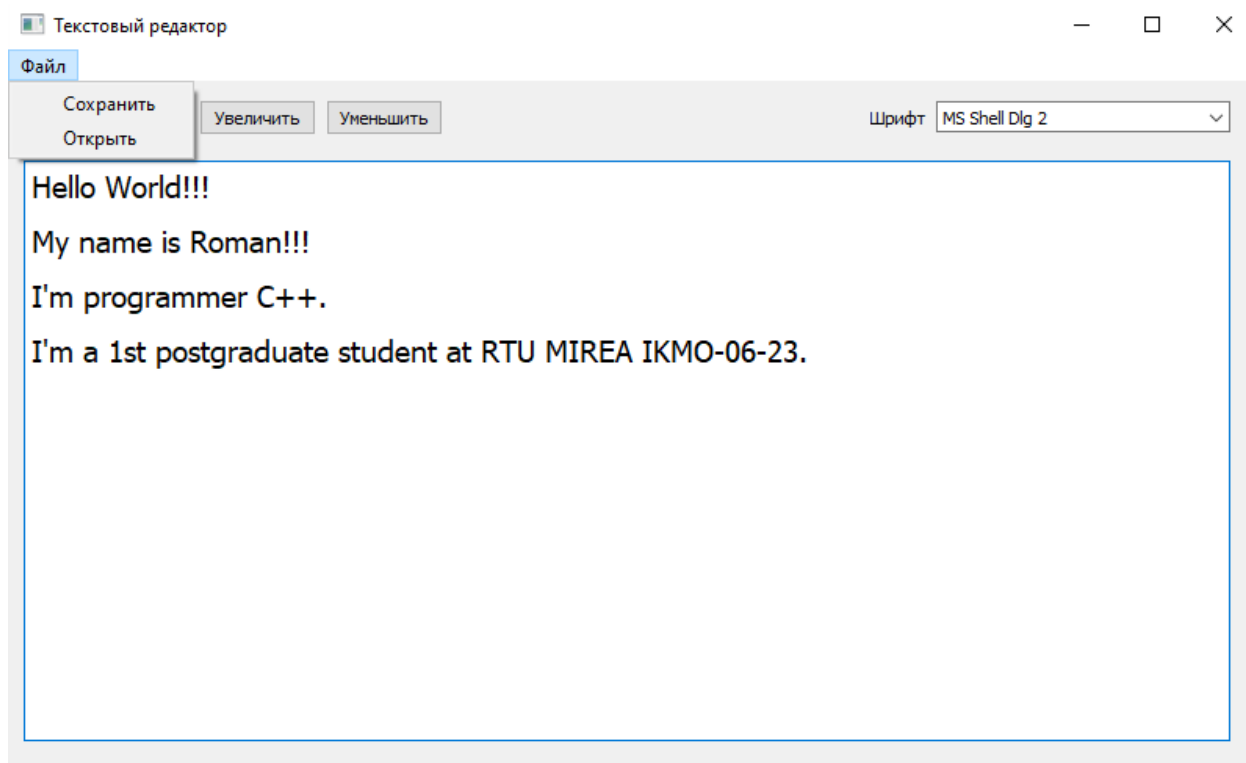 Текстовый редактор
Файл
Сохранить
Открыть
Увеличить Уменьшить Шрифт MS Shell Dlg 2
Hello World!!!
My name is Roman!!!
I'm programmer C++.
I'm a 1st postgraduate student at RTU MIREA IKMO-06-23.